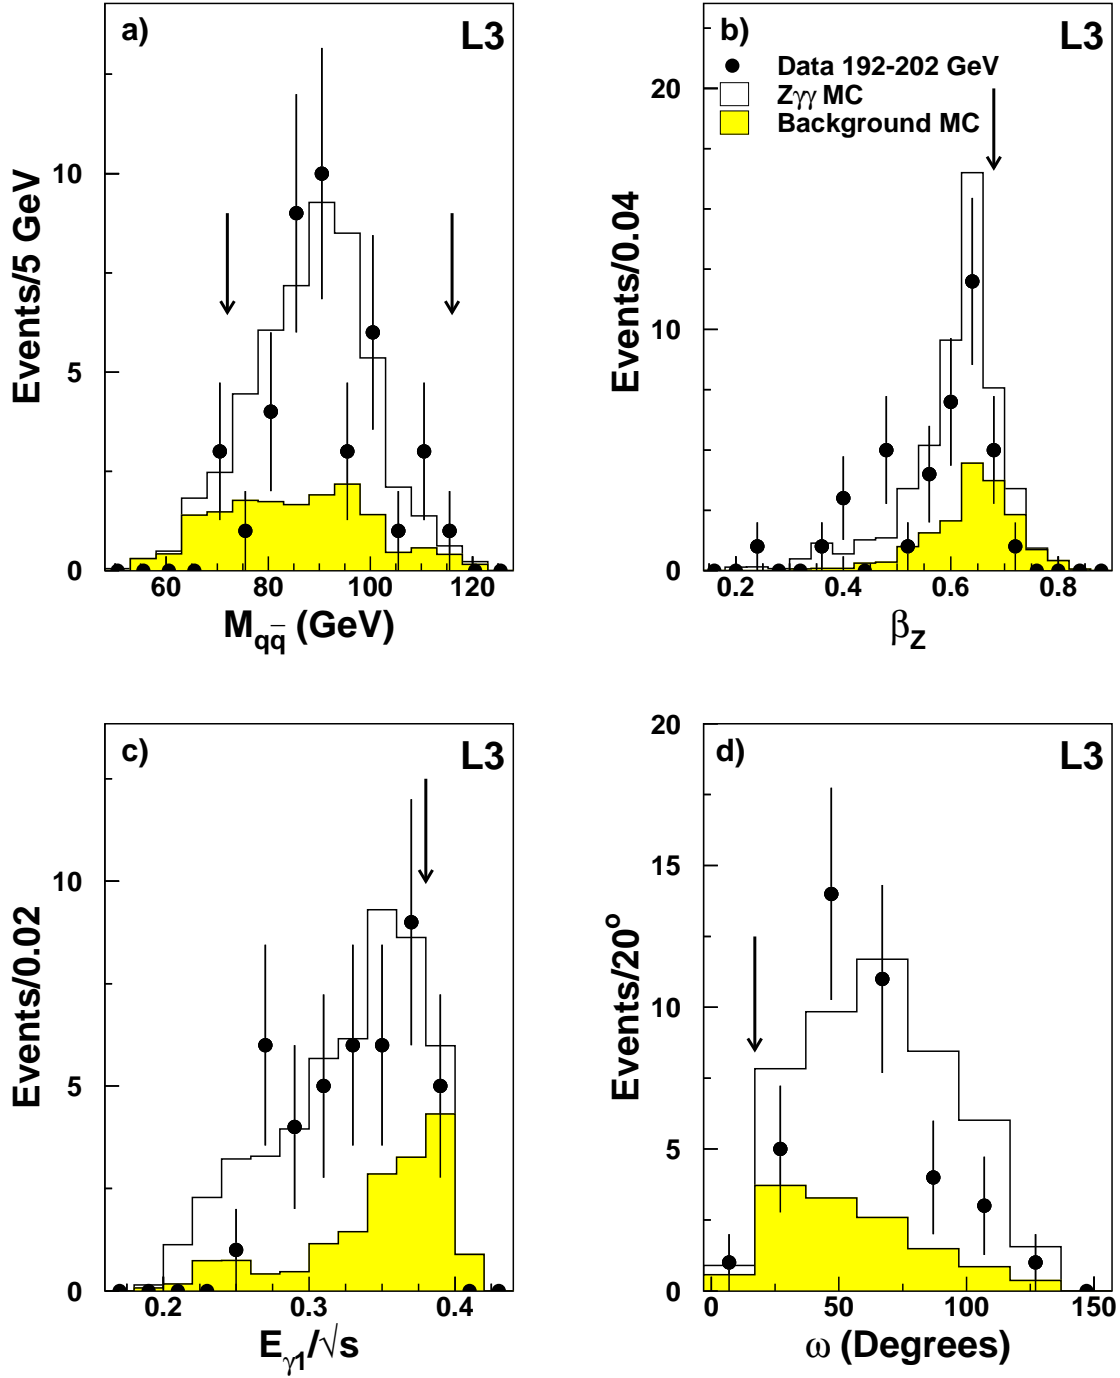 a) L3
Events/5 GeV
10
5
0
60 80 100 120
M_qq̅ (GeV)
b) L3
Data 192-202 GeV
Zγγ MC
Background MC
Events/0.04
20
10
0
0.2 0.4 0.6 0.8
β_Z
c) L3
Events/0.02
10
5
0
0.2 0.3 0.4
E_γ1/√s
d) L3
Events/20°
20
15
10
5
0
0 50 100 150
ω (Degrees)